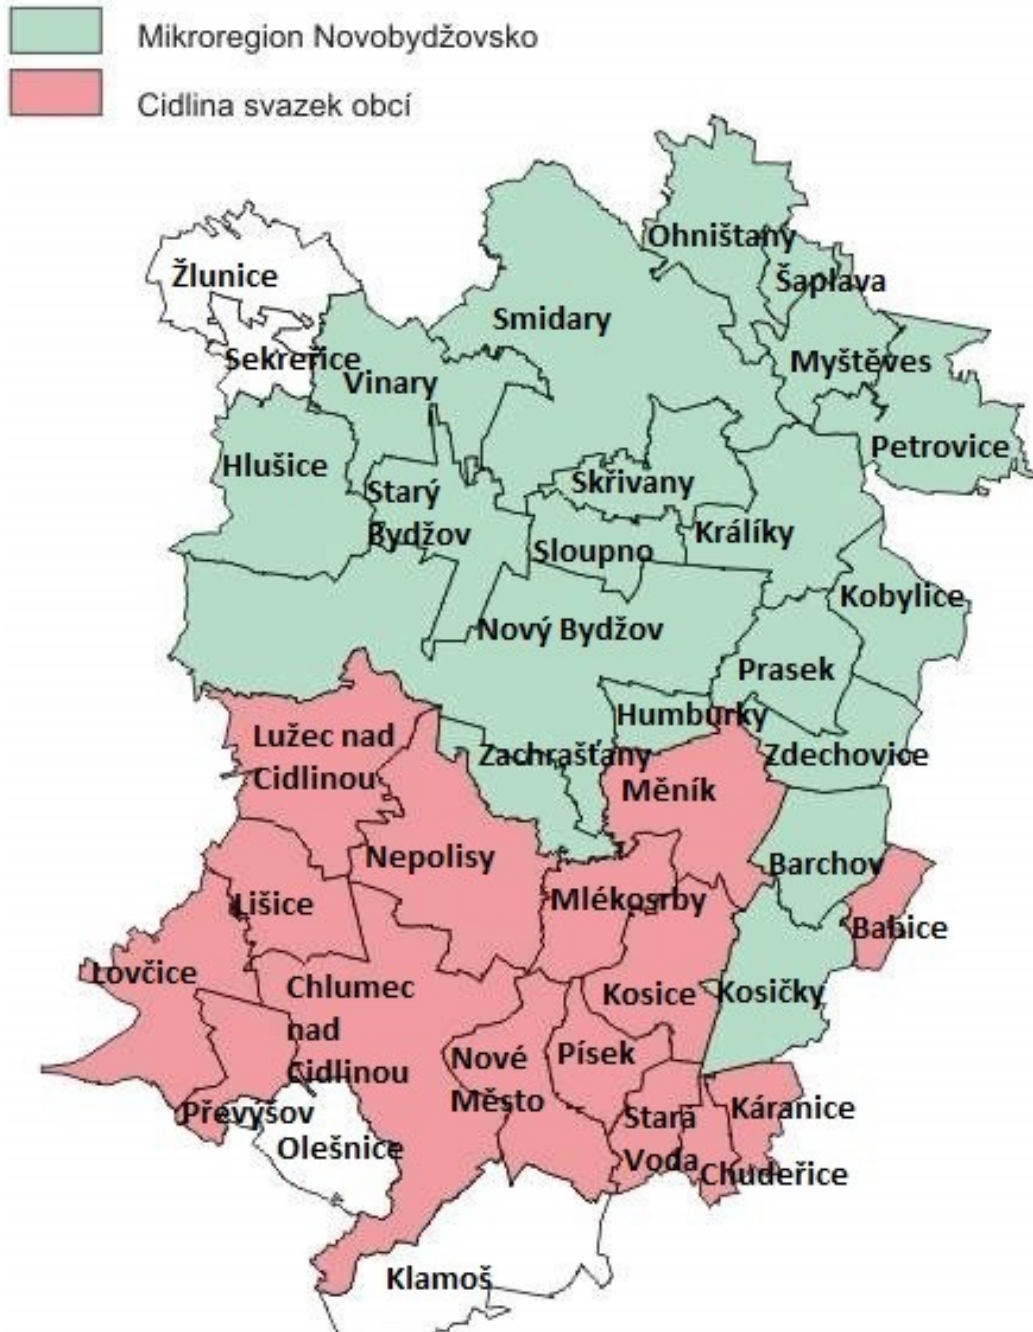 Mikroregion Novobydžovsko
Cidlina svazek obcí
Ohništany
Žlunice
Šaplava
Smidary
Sekreřice
Myštěves
Vinary
Petrovice
Hlušice
Skřivany
Starý
Bydžov
Králíky
Sloupno
Kobylice
Nový Bydžov
Prasek
Humburky
Lužec nad
Cidlinou
Zachrašťany
Zdechovice
Měník
Nepolisy
Barchov
Mlékosrby
Lišice
Babice
Lovčice
Chlumec
nad
Cidlinou
Kosice
Kosičky
Nové
Město
Písek
Převyšov
Stará
Voda
Káranice
Olešnice
Chudeřice
Klamoš